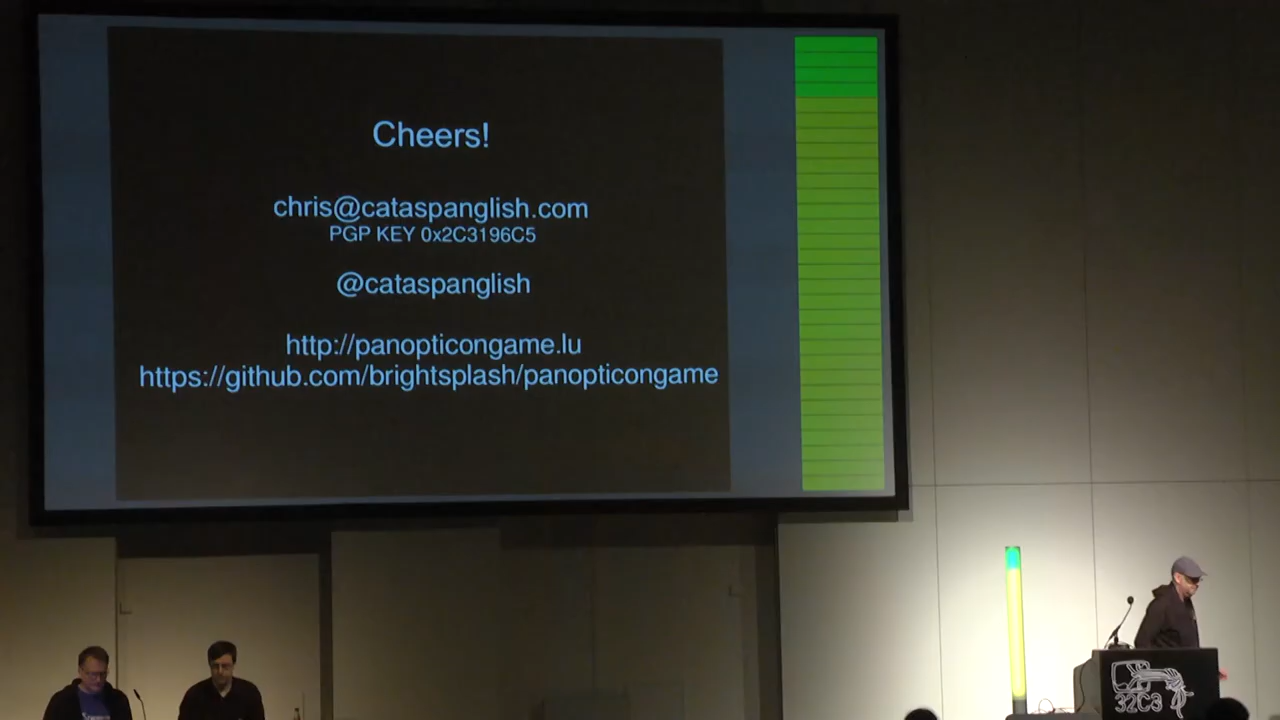 Cheers!
chris@cataspanglish.com
PGP KEY 0x2C3196C5
@cataspanglish
http://panopticongame.lu
https://github.com/brightsplash/panopticongame
32C3